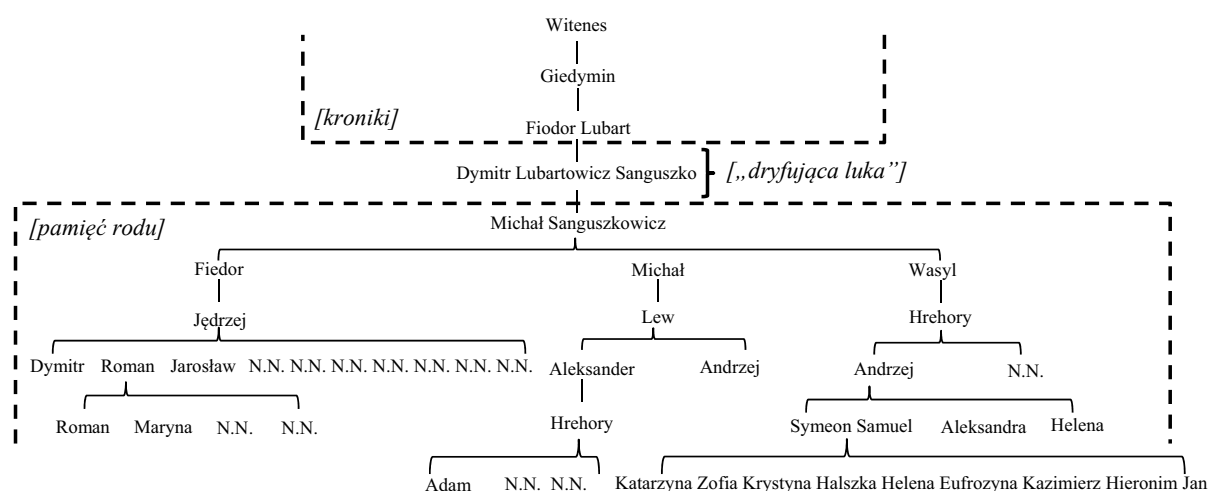 Witenes
Giedymin
[kroniki]
Fiodor Lubart
Dymitr Lubartowicz Sanguszko
[„dryfująca luka”]
[pamięć rodu]
Michał Sanguszkowicz
Fiedor Michał Wasyl
Jędrzej Lew Hrehory
Dymitr Roman Jarosław N.N. N.N. N.N. N.N. N.N. N.N. N.N. Aleksander Andrzej Andrzej N.N.
Roman Maryna N.N. N.N. Hrehory Symeon Samuel Aleksandra Helena
Adam N.N. N.N. Katarzyna Zofia Krystyna Halszka Helena Eufrozyna Kazimierz Hieronim Jan